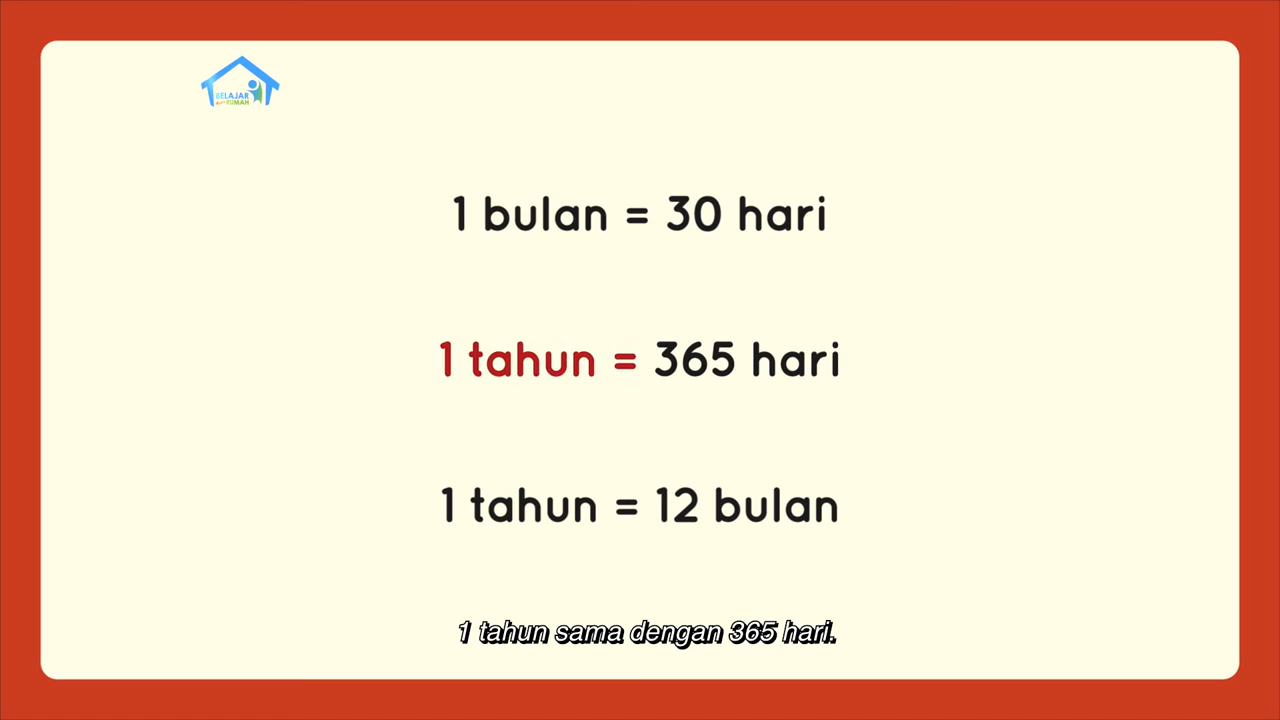 BELAJAR
dari RUMAH
1 bulan = 30 hari
1 tahun = 365 hari
1 tahun = 12 bulan
1 tahun sama dengan 365 hari.